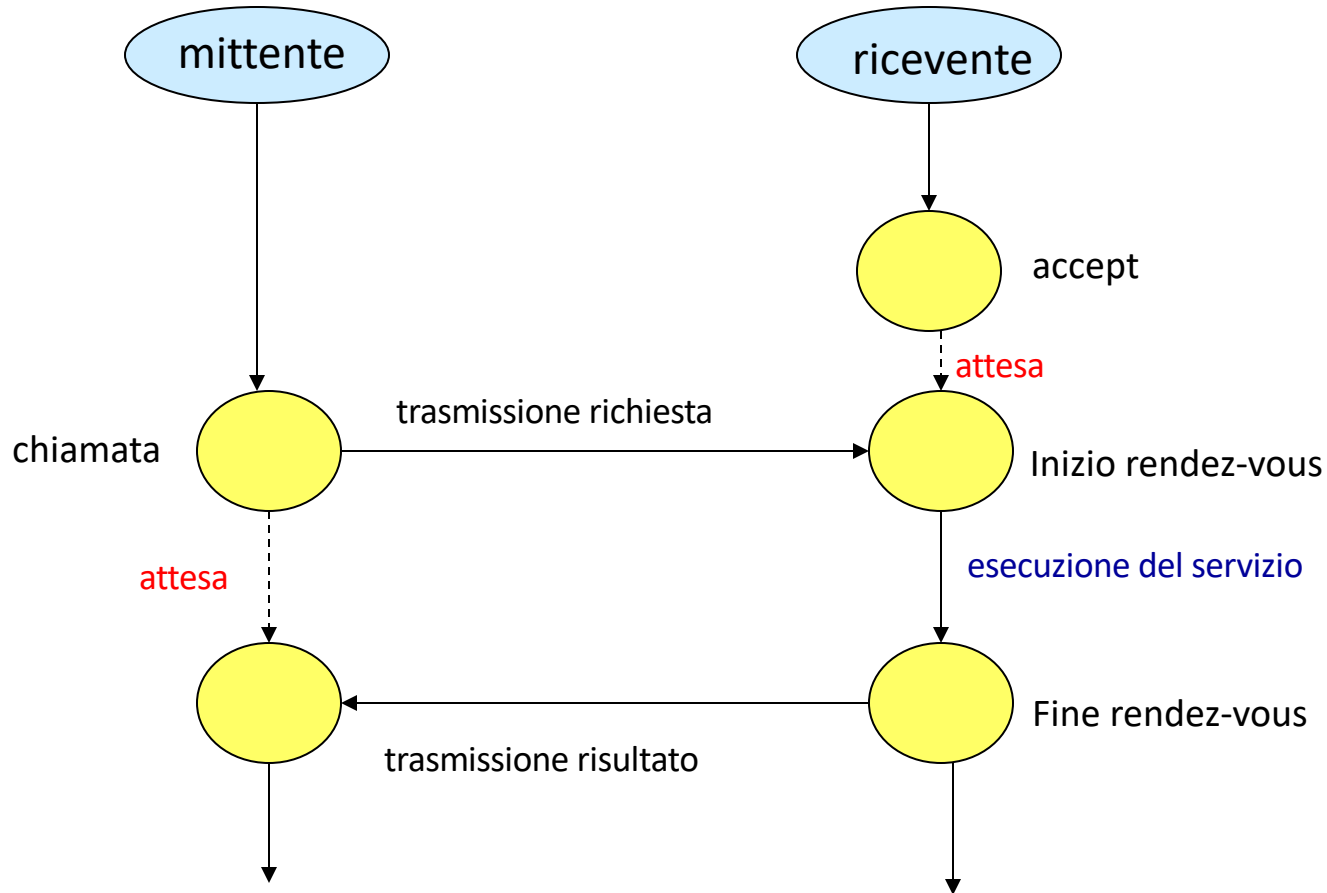 mittente
ricevente
accept
attesa
trasmissione richiesta
chiamata
Inizio rendez-vous
attesa
esecuzione del servizio
Fine rendez-vous
trasmissione risultato